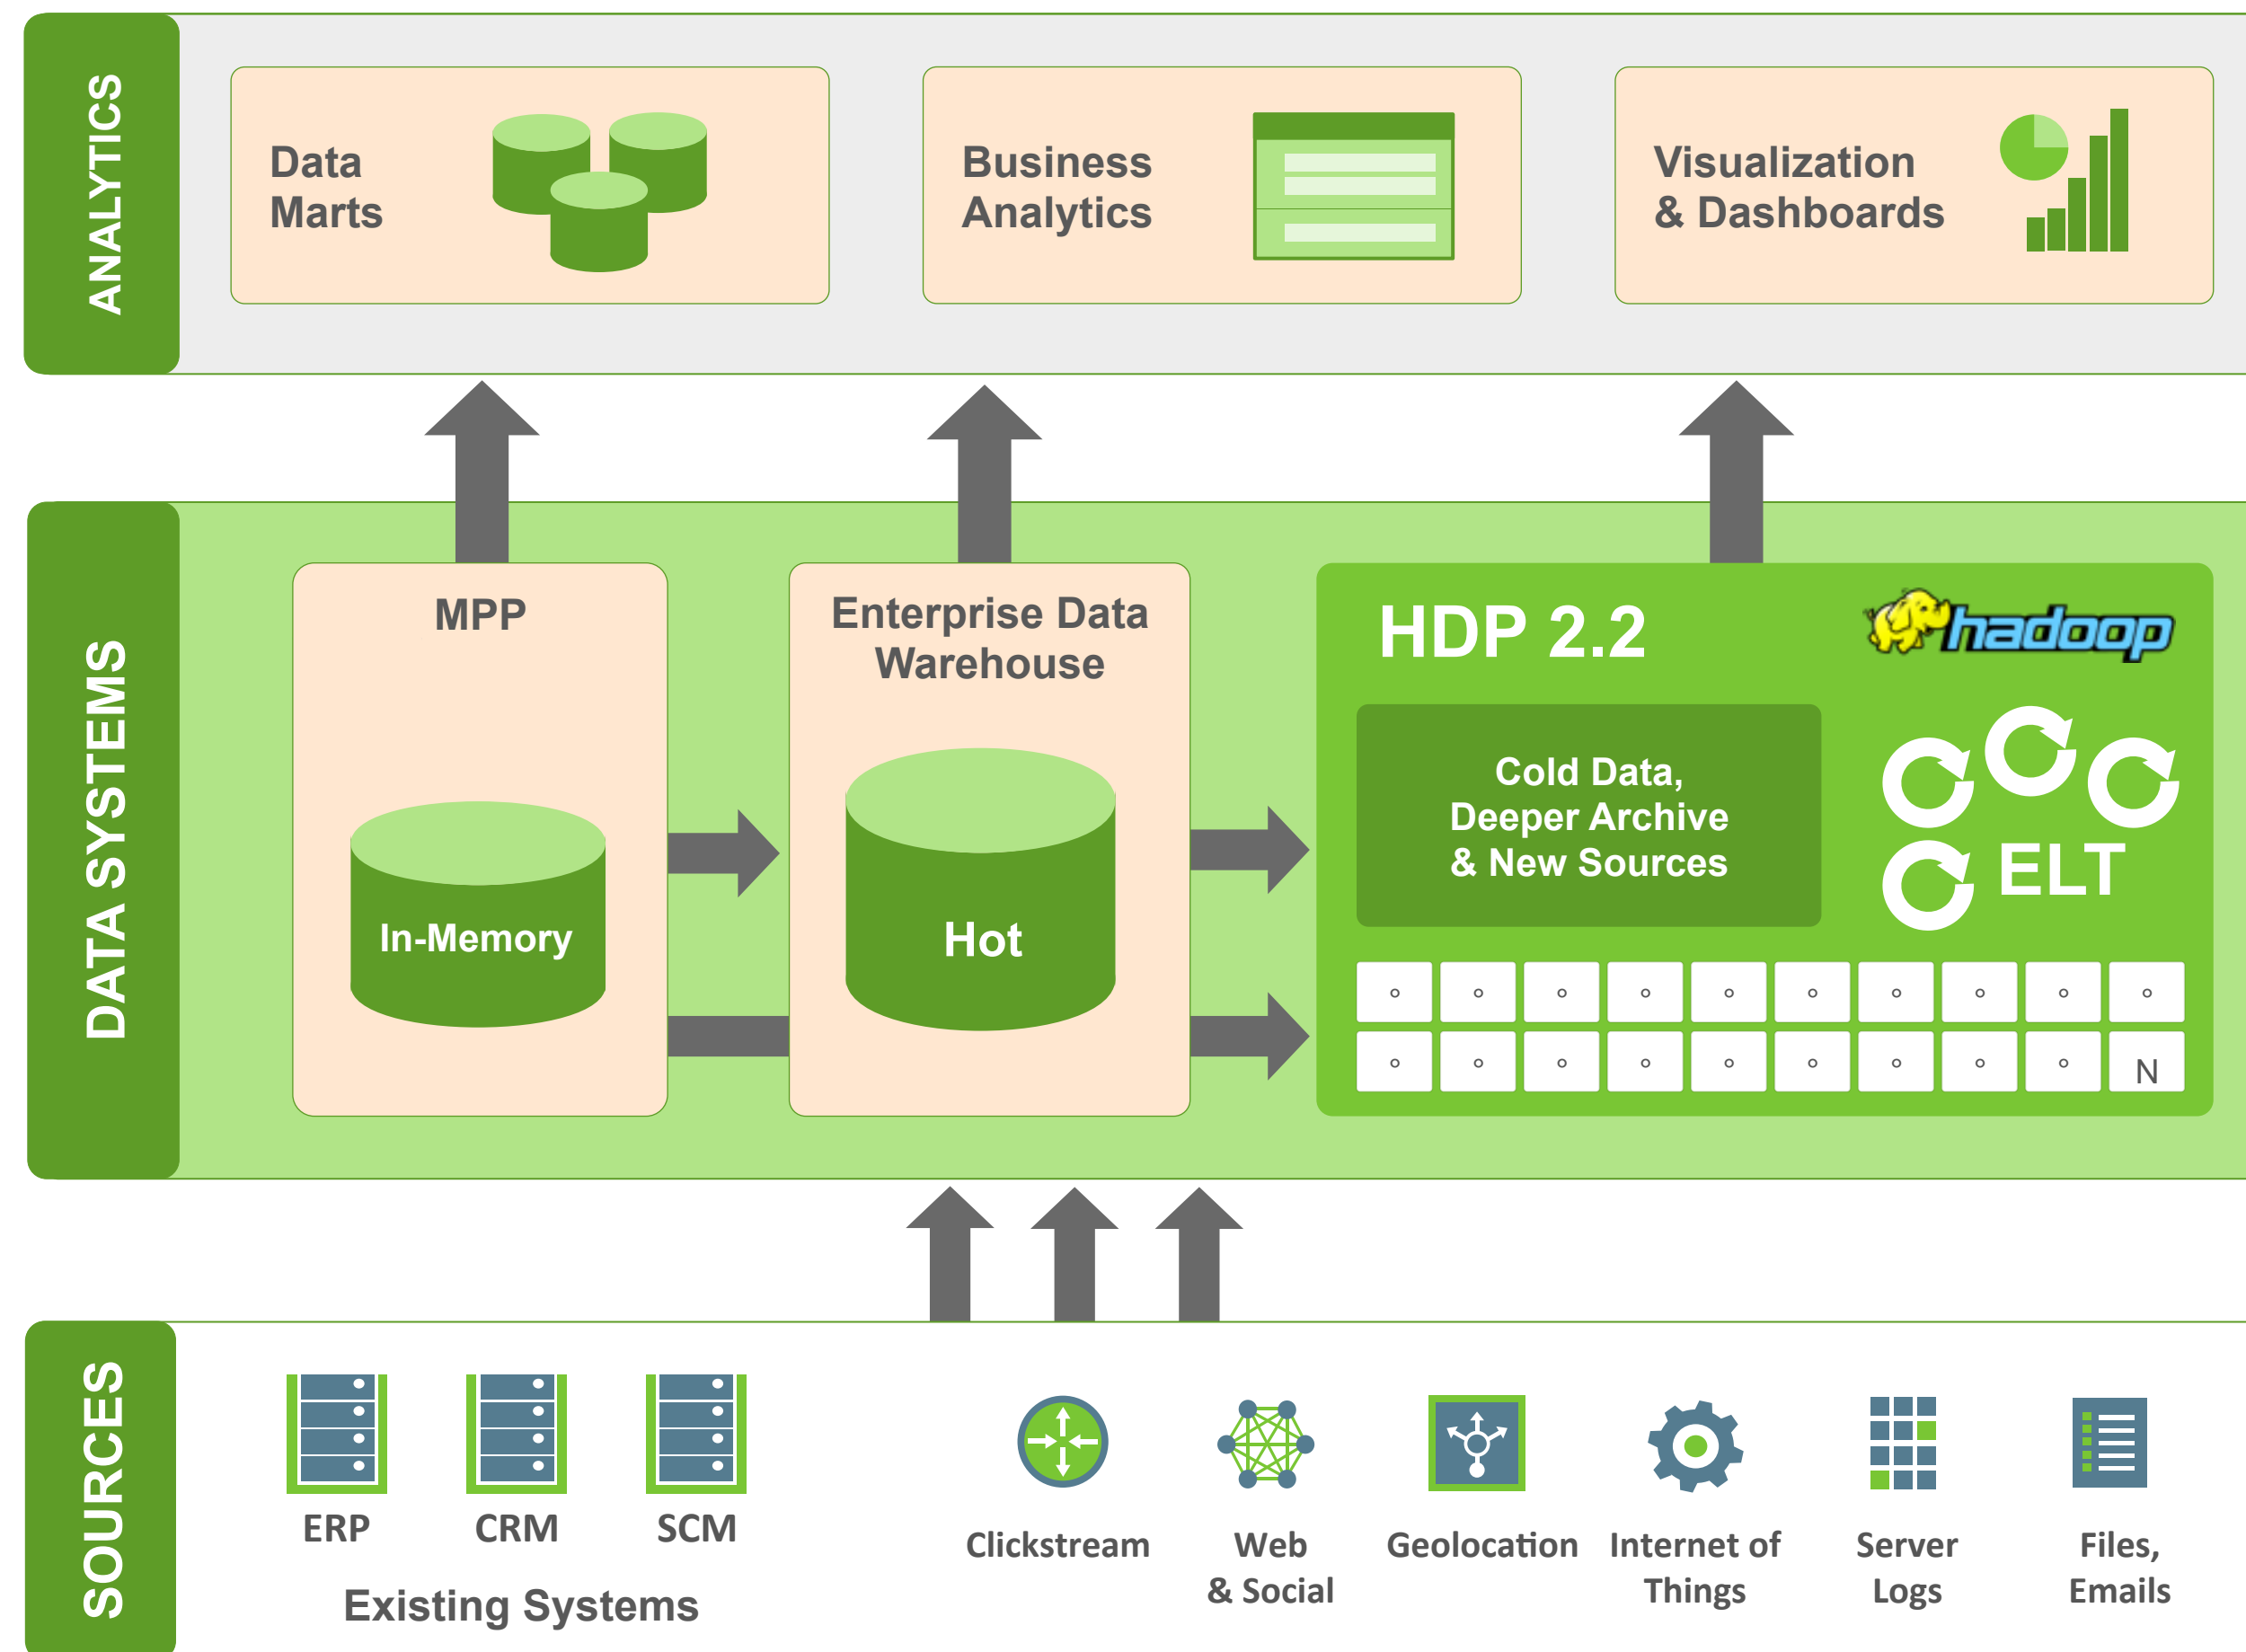 ANALYTICS
Data
Marts
Business
Analytics
Visualization
& Dashboards
DATA SYSTEMS
MPP
In-Memory
Enterprise Data
Warehouse
Hot
HDP 2.2
hadoop
Cold Data,
Deeper Archive
& New Sources
ELT
° ° ° ° ° ° ° ° ° °
° ° ° ° ° ° ° ° ° N
SOURCES
ERP
CRM
SCM
Existing Systems
Clickstream
Web
& Social
Geolocation
Internet of
Things
Server
Logs
Files,
Emails